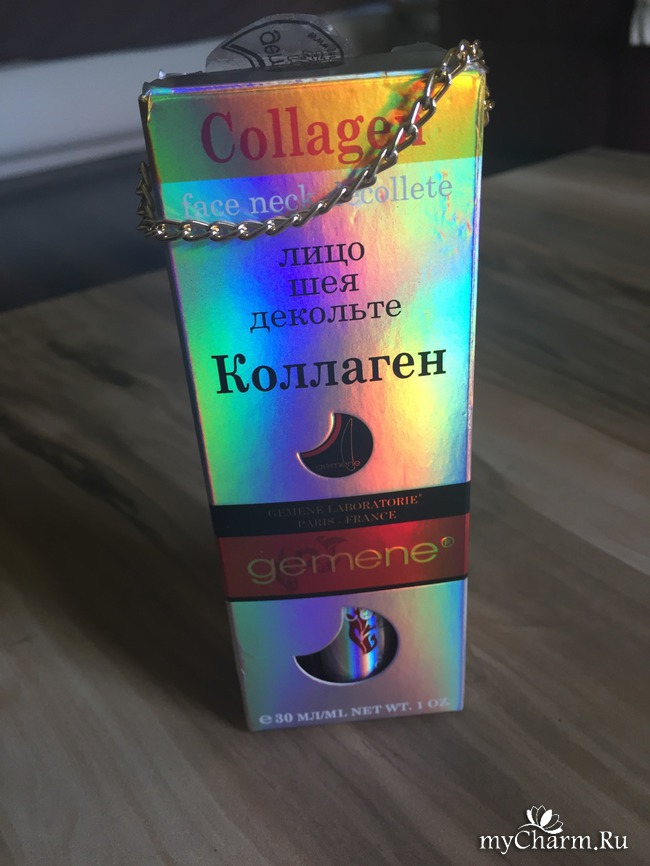 Collagen
face neck decollete
лицо
шея
декольте
Коллаген
gemene
GEMENE LABORATORIE®
PARIS - FRANCE
gemene®
e 30 МЛ/ML NET WT. 1 OZ
myCharm.Ru